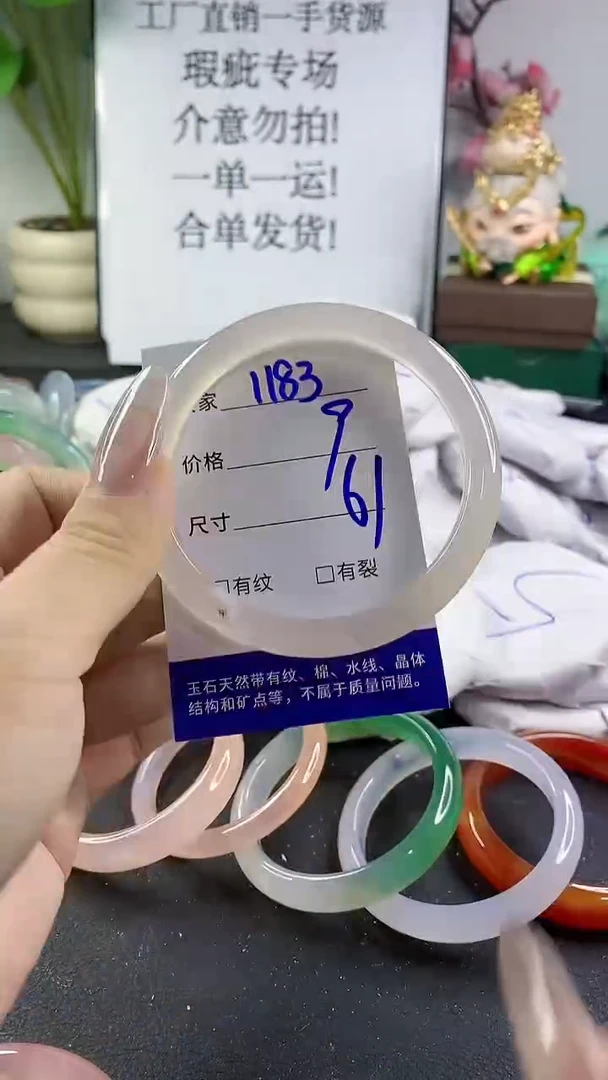 工厂直销一手货源
瑕疵专场
介意勿拍!
一单一运!
合单发货!
家 1183
价格 9
尺寸 61
有纹 □有裂
玉石天然带有纹、棉、水线、晶体
结构和矿点等，不属于质量问题。